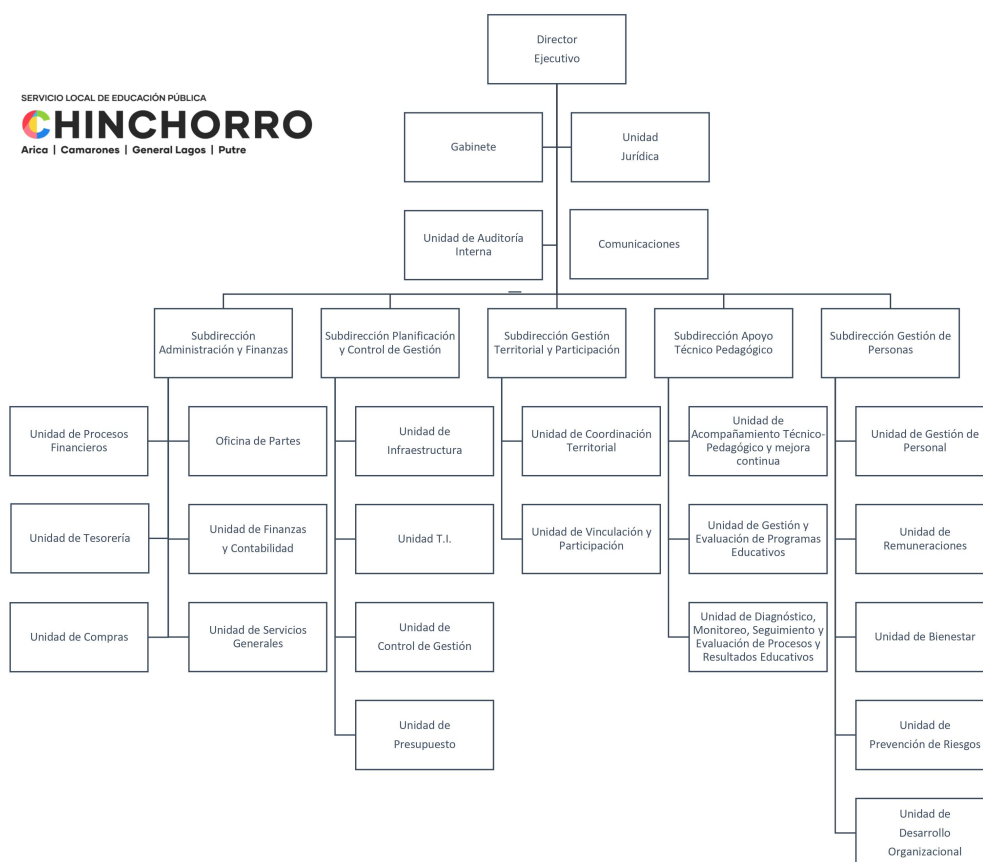 Director
Ejecutivo
SERVICIO LOCAL DE EDUCACIÓN PÚBLICA
CHINCHORRO
Arica | Camarones | General Lagos | Putre
Gabinete
Unidad
Jurídica
Unidad de Auditoría
Interna
Comunicaciones
Subdirección
Administración y Finanzas
Subdirección Planificación
y Control de Gestión
Subdirección Gestión
Territorial y Participación
Subdirección Apoyo
Técnico Pedagógico
Subdirección Gestión de
Personas
Unidad de Procesos
Financieros
Oficina de Partes
Unidad de
Infraestructura
Unidad de Coordinación
Territorial
Unidad de
Acompañamiento Técnico-
Pedagógico y mejora
continua
Unidad de Gestión de
Personal
Unidad de Tesorería
Unidad de Finanzas
y Contabilidad
Unidad T.I.
Unidad de Vinculación y
Participación
Unidad de Gestión y
Evaluación de Programas
Educativos
Unidad de
Remuneraciones
Unidad de Compras
Unidad de Servicios
Generales
Unidad de
Control de Gestión
Unidad de Diagnóstico,
Monitoreo, Seguimiento y
Evaluación de Procesos y
Resultados Educativos
Unidad de Bienestar
Unidad de
Presupuesto
Unidad de
Prevención de Riesgos
Unidad de
Desarrollo
Organizacional